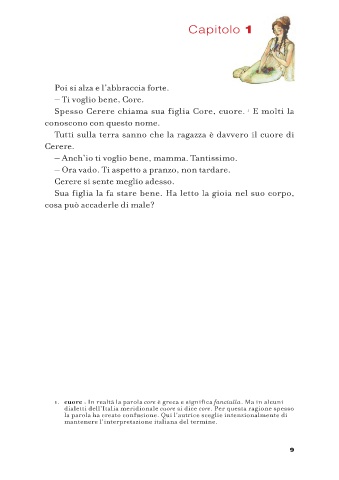 Capitolo 1
Poi si alza e l'abbraccia forte.
– Ti voglio bene, Core.
Spesso Cerere chiama sua figlia Core, cuore. ¹ E molti la
conoscono con questo nome.
Tutti sulla terra sanno che la ragazza è davvero il cuore di
Cerere.
– Anch'io ti voglio bene, mamma. Tantissimo.
– Ora vado. Ti aspetto a pranzo, non tardare.
Cerere si sente meglio adesso.
Sua figlia la fa stare bene. Ha letto la gioia nel suo corpo,
cosa può accaderle di male?
1. cuore : In realtà la parola core è greca e significa fanciulla. Ma in alcuni
dialetti dell'Italia meridionale cuore si dice core. Per questa ragione spesso
la parola ha creato confusione. Qui l'autrice sceglie intenzionalmente di
mantenere l'interpretazione italiana del termine.
9